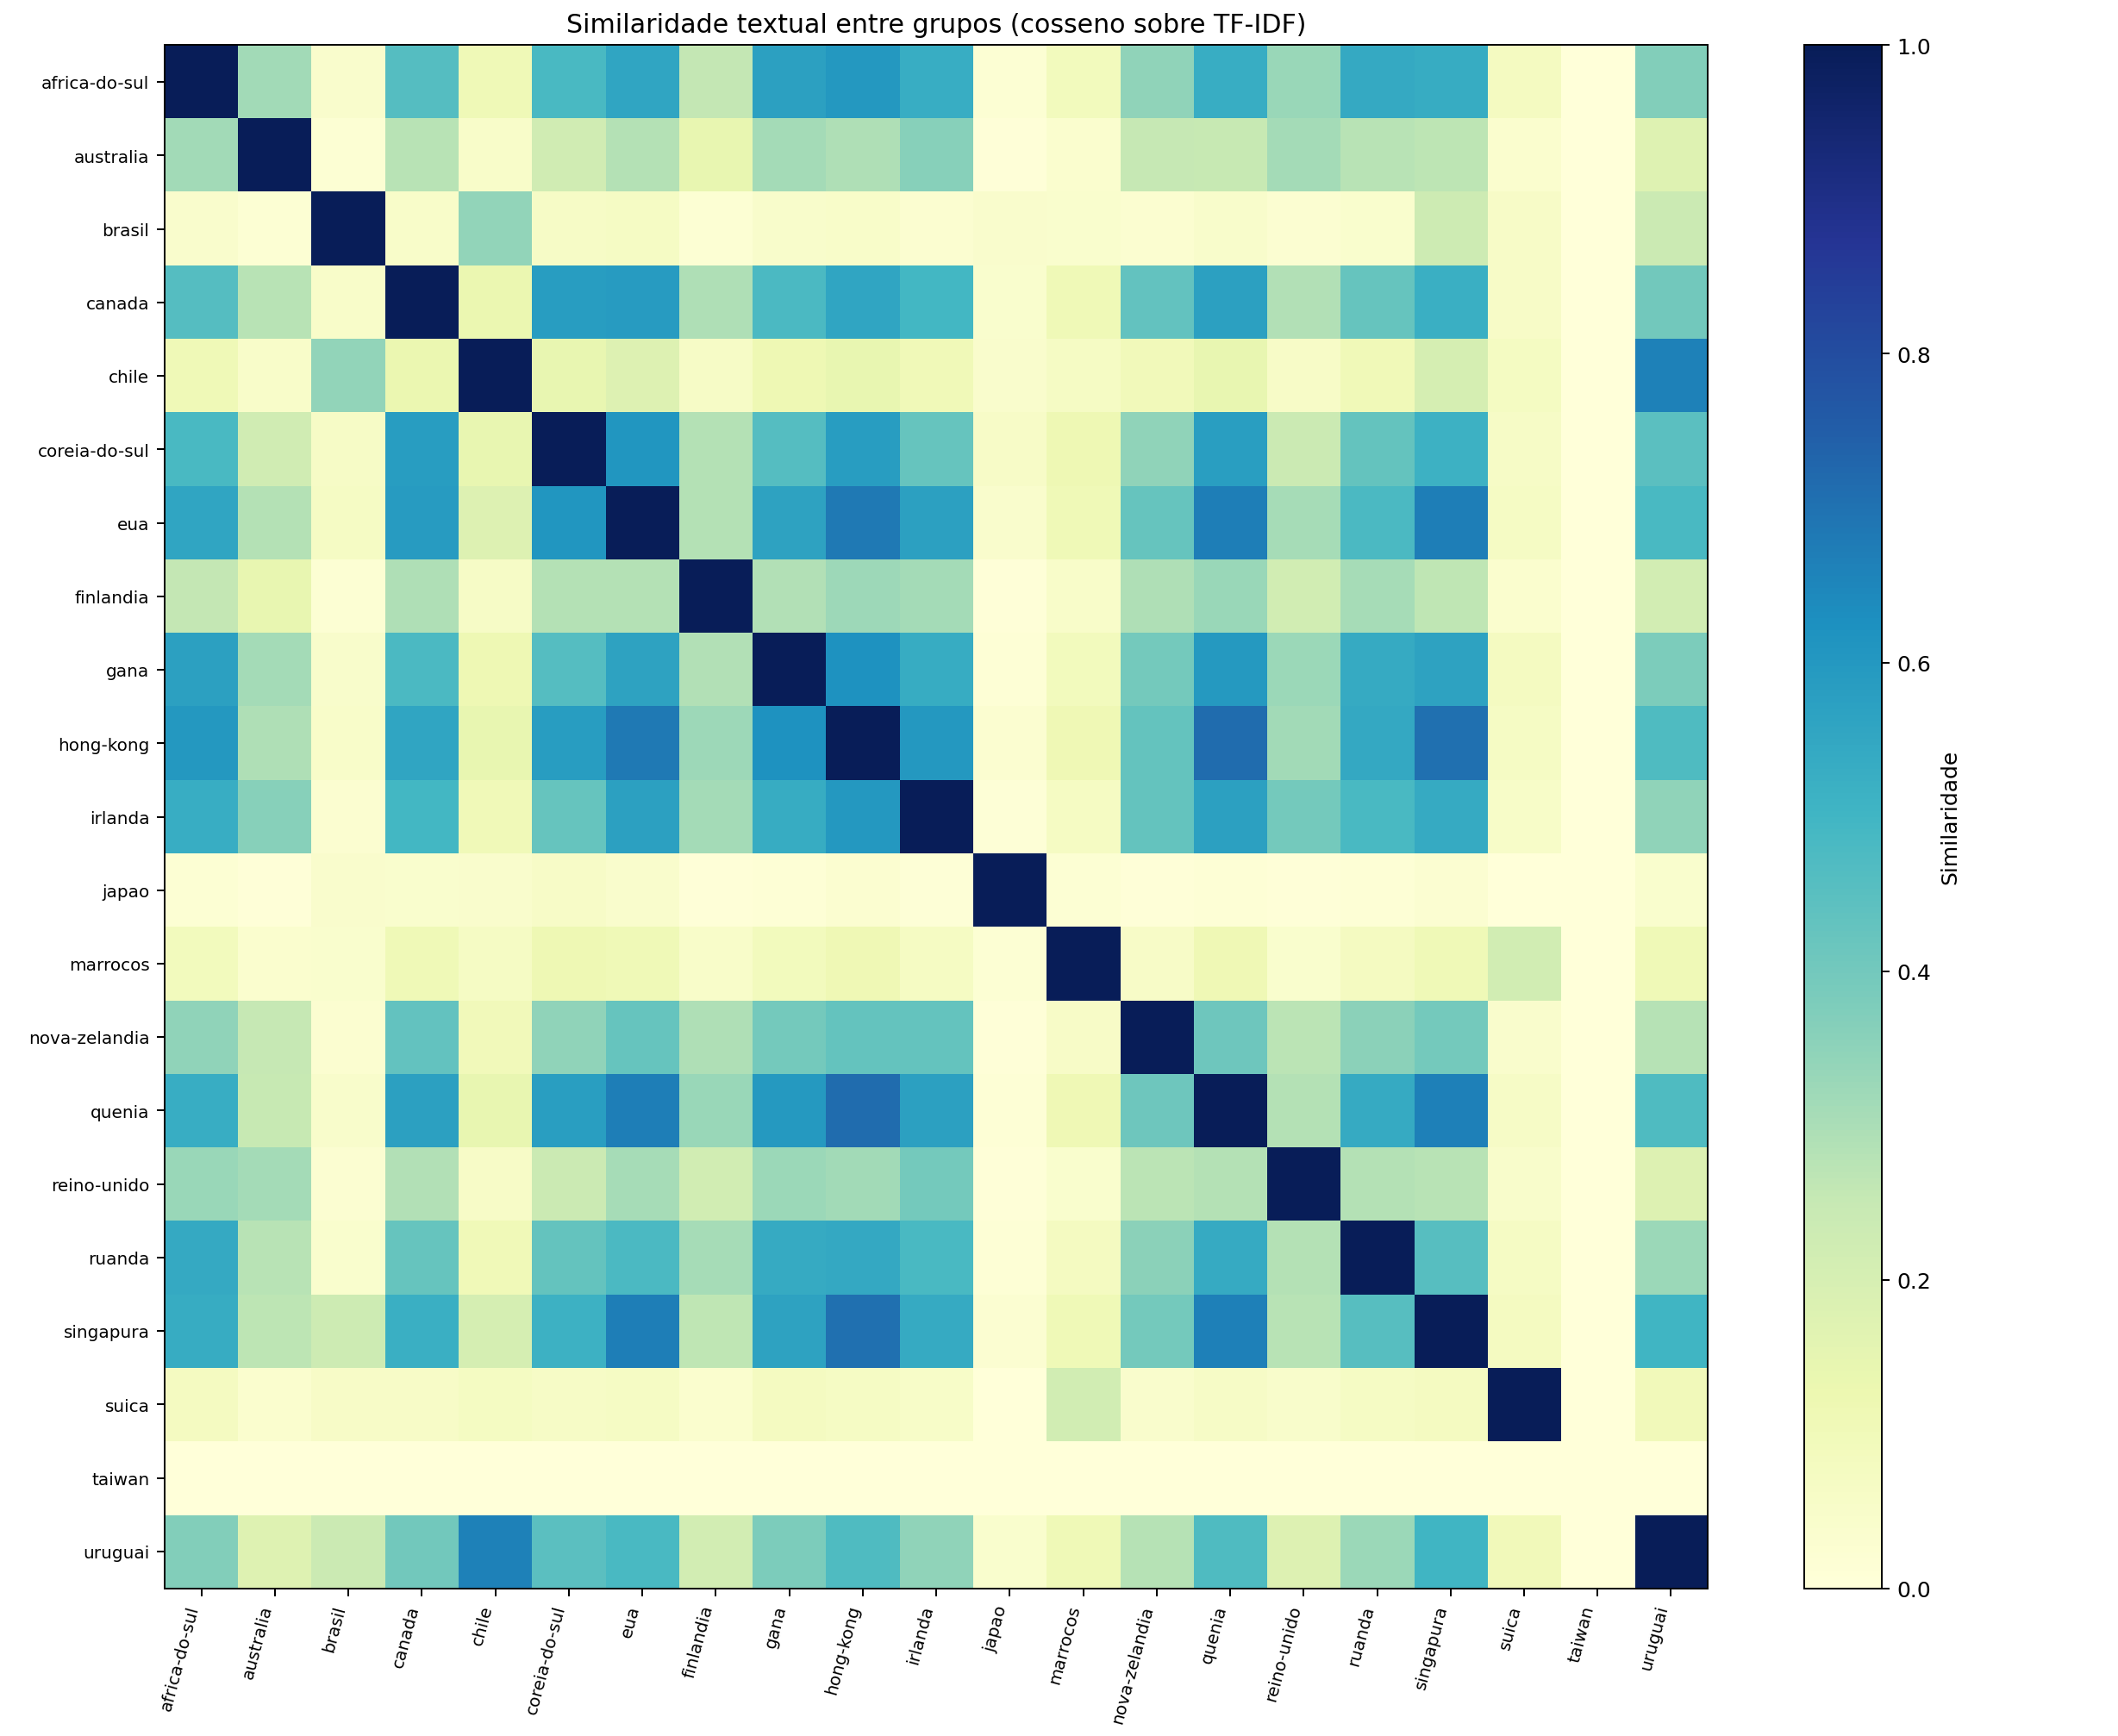 Similaridade textual entre grupos (cosseno sobre TF-IDF)
africa-do-sul
australia
brasil
canada
chile
coreia-do-sul
eua
finlandia
gana
hong-kong
irlanda
japao
marrocos
nova-zelandia
quenia
reino-unido
ruanda
singapura
suica
taiwan
uruguai
africa-do-sul
australia
brasil
canada
chile
coreia-do-sul
eua
finlandia
gana
hong-kong
irlanda
japao
marrocos
nova-zelandia
quenia
reino-unido
ruanda
singapura
suica
taiwan
uruguai
1.0
0.8
0.6
0.4
0.2
0.0
Similaridade